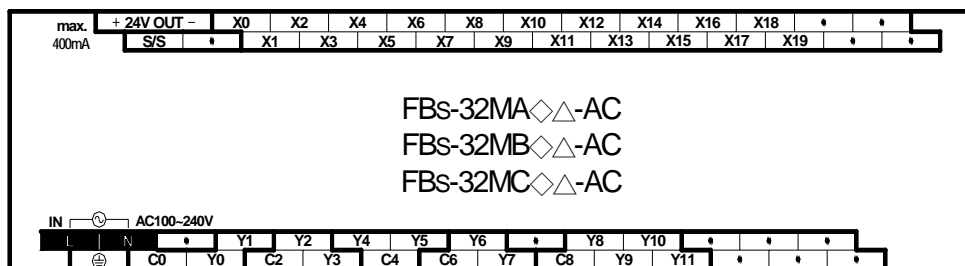 max. + 24V OUT – X0 X2 X4 X6 X8 X10 X12 X14 X16 X18 • •
400mA S/S • X1 X3 X5 X7 X9 X11 X13 X15 X17 X19 • •
FBs-32MA◇△-AC
FBs-32MB◇△-AC
FBs-32MC◇△-AC
IN AC100~240V
L N • Y1 Y2 Y4 Y5 Y6 • Y8 Y10 • • •
C0 Y0 C2 Y3 C4 C6 Y7 C8 Y9 Y11 • • •